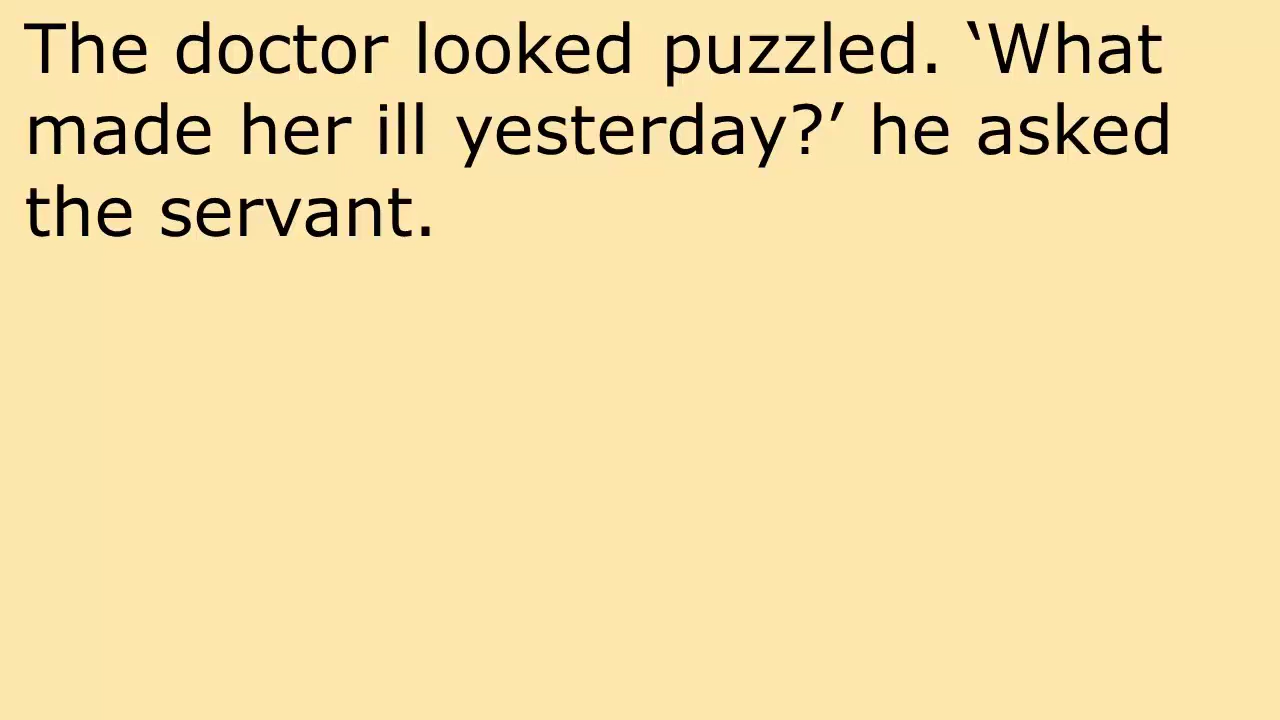 The doctor looked puzzled. ‘What
made her ill yesterday?’ he asked
the servant.